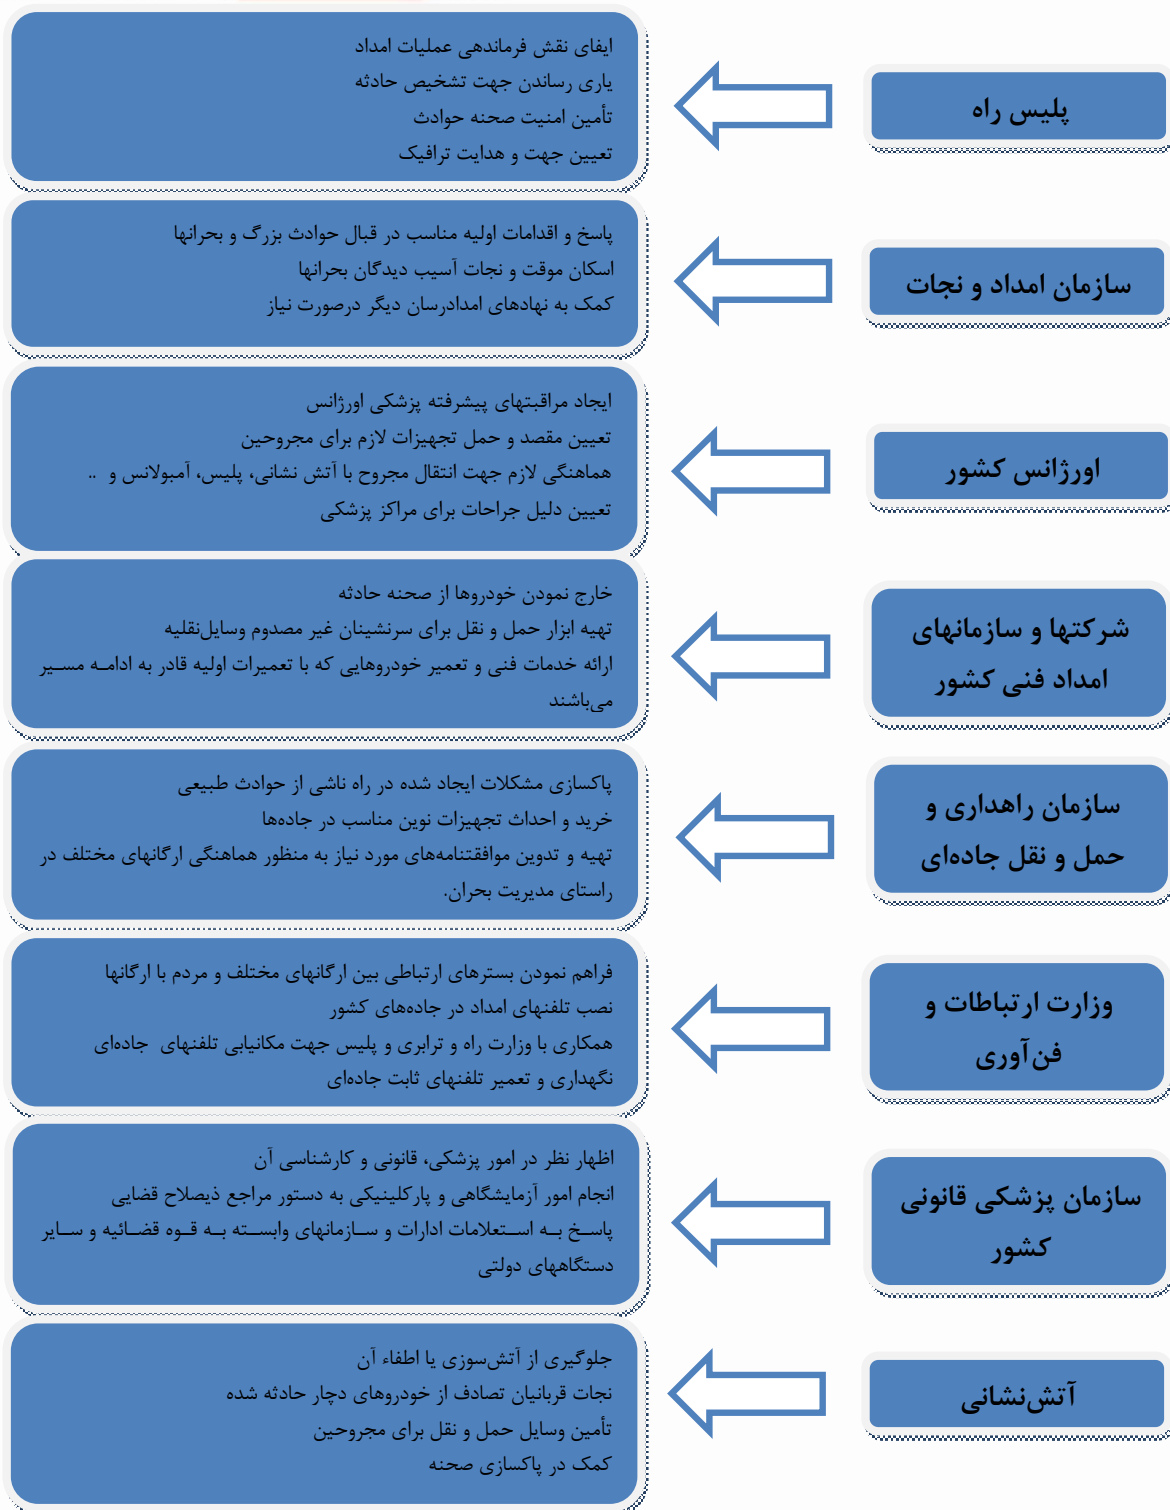 پلیس راه
ایفای نقش فرماندهی عملیات امداد
یاری رساندن جهت تشخیص حادثه
تأمین امنیت صحنه حوادث
تعیین جهت و هدایت ترافیک
سازمان امداد و نجات
پاسخ و اقدامات اولیه مناسب در قبال حوادث بزرگ و بحرانها
اسکان موقت و نجات آسیب دیدگان بحرانها
کمک به نهادهای امدادرسان دیگر درصورت نیاز
اورژانس کشور
ایجاد مراقبتهای پیشرفته پزشکی اورژانس
تعیین مقصد و حمل تجهیزات لازم برای مجروحین
هماهنگی لازم جهت انتقال مجروح با آتش نشانی، پلیس، آمبولانس و ..
تعیین دلیل جراحات برای مراکز پزشکی
شرکتها و سازمانهای
امداد فنی کشور
خارج نمودن خودروها از صحنه حادثه
تهیه ابزار حمل و نقل برای سرنشینان غیر مصدوم وسایل‌نقلیه
ارائه خدمات فنی و تعمیر خودروهایی که با تعمیرات اولیه قادر به ادامـه مسـیر
می‌باشند
سازمان راهداری و
حمل و نقل جاده‌ای
پاکسازی مشکلات ایجاد شده در راه ناشی از حوادث طبیعی
خرید و احداث تجهیزات نوین مناسب در جاده‌ها
تهیه و تدوین موافقتنامه‌های مورد نیاز به منظور هماهنگی ارگانهای مختلف در
راستای مدیریت بحران.
وزارت ارتباطات و
فن‌آوری
فراهم نمودن بسترهای ارتباطی بین ارگانهای مختلف و مردم با ارگانها
نصب تلفنهای امداد در جاده‌های کشور
همکاری با وزارت راه و ترابری و پلیس جهت مکانیابی تلفنهای جاده‌ای
نگهداری و تعمیر تلفنهای ثابت جاده‌ای
سازمان پزشکی قانونی
کشور
اظهار نظر در امور پزشکی، قانونی و کارشناسی آن
انجام امور آزمایشگاهی و پارکلینیکی به دستور مراجع ذیصلاح قضایی
پاسـخ بـه اسـتعلامات ادارات و سـازمانهای وابسـته بـه قـوه قضـائیه و سـایر
دستگاههای دولتی
آتش‌نشانی
جلوگیری از آتش‌سوزی یا اطفاء آن
نجات قربانیان تصادف از خودروهای دچار حادثه شده
تأمین وسایل حمل و نقل برای مجروحین
کمک در پاکسازی صحنه